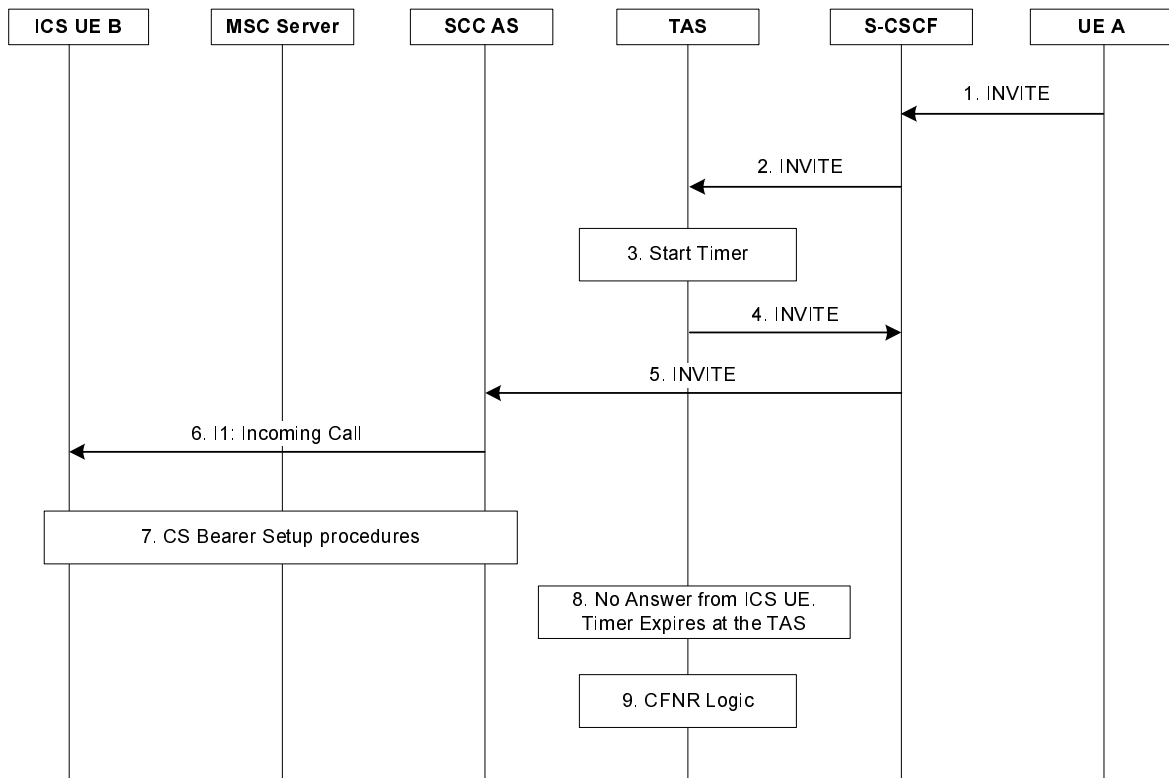 ICS UE B
MSC Server
SCC AS
TAS
S-CSCF
UE A
1. INVITE
2. INVITE
3. Start Timer
4. INVITE
5. INVITE
6. I1: Incoming Call
7. CS Bearer Setup procedures
8. No Answer from ICS UE.
Timer Expires at the TAS
9. CFNR Logic